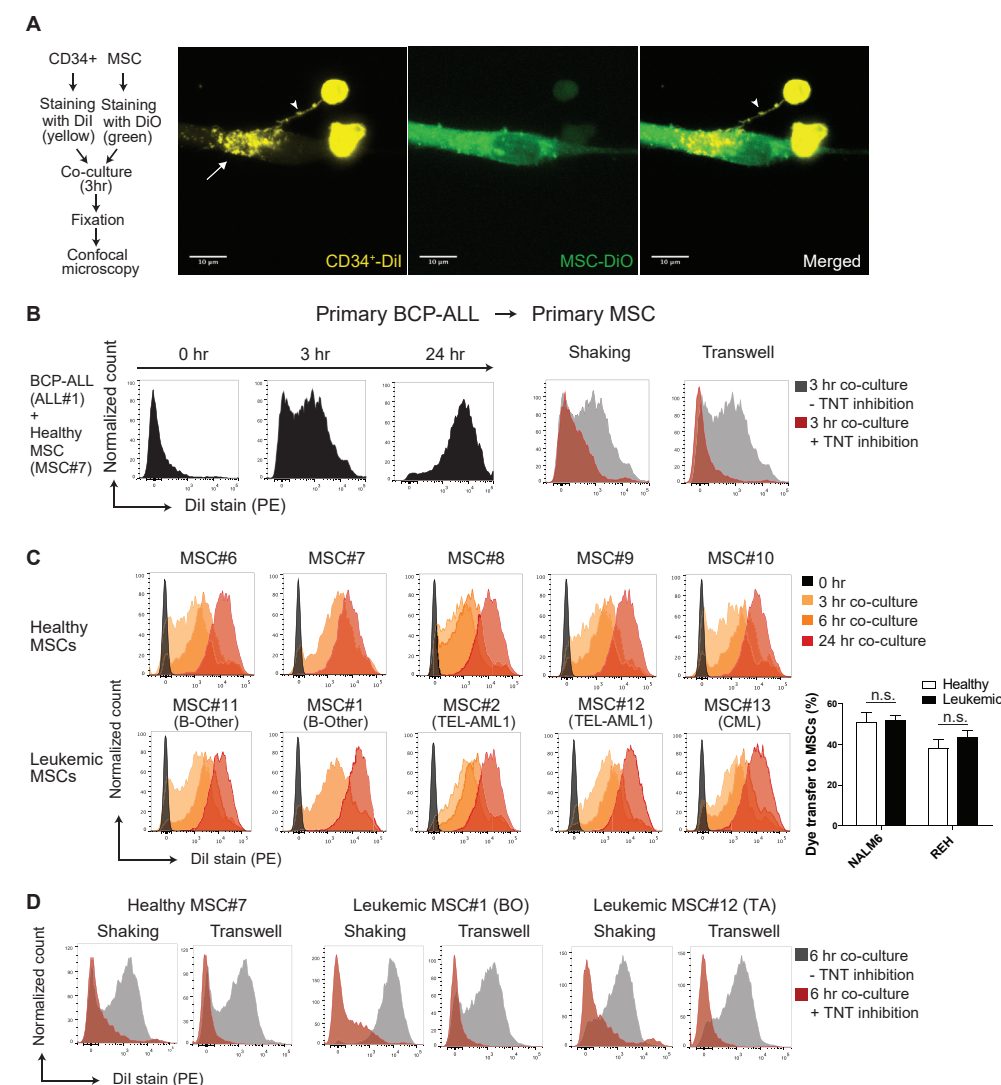 A
CD34+ MSC
Staining Staining
with DiI with DiO
(yellow) (green)
Co-culture
(3hr)
Fixation
Confocal
microscopy
10 µm
CD34+-DiI
10 µm
MSC-DiO
10 µm
Merged
B
Primary BCP-ALL → Primary MSC
0 hr 3 hr 24 hr
Shaking Transwell
BCP-ALL
(ALL#1)
+
Healthy
MSC
(MSC#7)
Normalized count
DiI stain (PE)
3 hr co-culture
- TNT inhibition
3 hr co-culture
+ TNT inhibition
C
MSC#6 MSC#7 MSC#8 MSC#9 MSC#10
Healthy
MSCs
0 hr
3 hr co-culture
6 hr co-culture
24 hr co-culture
MSC#11 MSC#1 MSC#2 MSC#12 MSC#13
(B-Other) (B-Other) (TEL-AML1) (TEL-AML1) (CML)
Leukemic
MSCs
Normalized count
DiI stain (PE)
Healthy
Leukemic
Dye transfer to MSCs (%)
60
40
20
0
n.s.
n.s.
NALM6
REH
D
Healthy MSC#7 Leukemic MSC#1 (BO) Leukemic MSC#12 (TA)
Shaking Transwell Shaking Transwell Shaking Transwell
Normalized count
DiI stain (PE)
6 hr co-culture
- TNT inhibition
6 hr co-culture
+ TNT inhibition